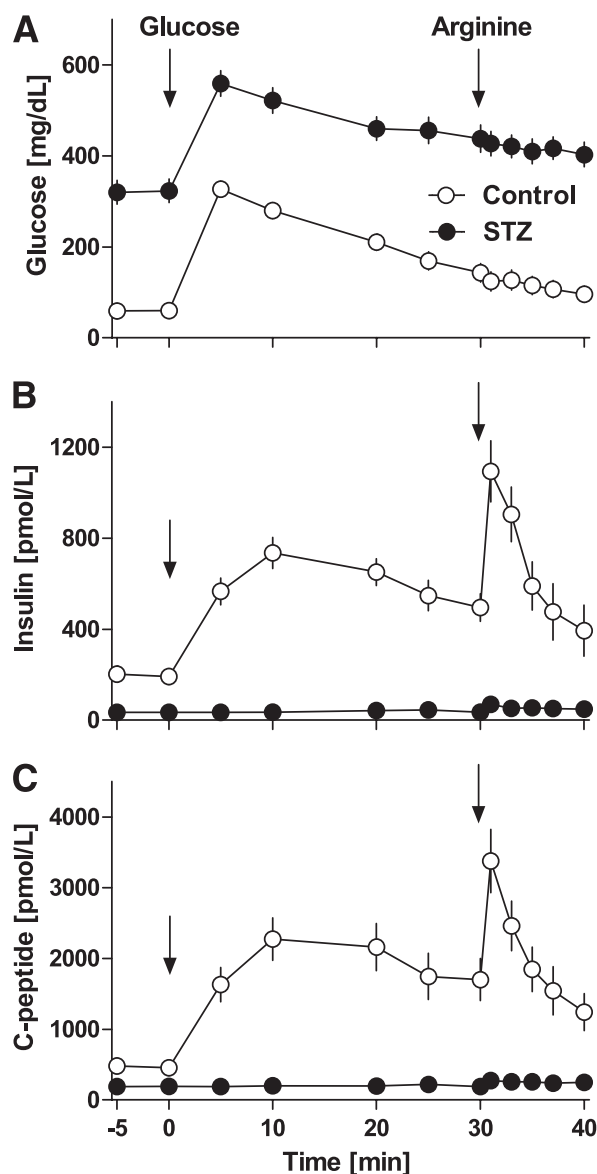 A
Glucose
Arginine
Glucose [mg/dL]
600
400
200
0
Control
STZ
B
Insulin [pmol/L]
1200
800
400
0
C
C-peptide [pmol/L]
4000
3000
2000
1000
0
-5 0 10 20 30 40
Time [min]